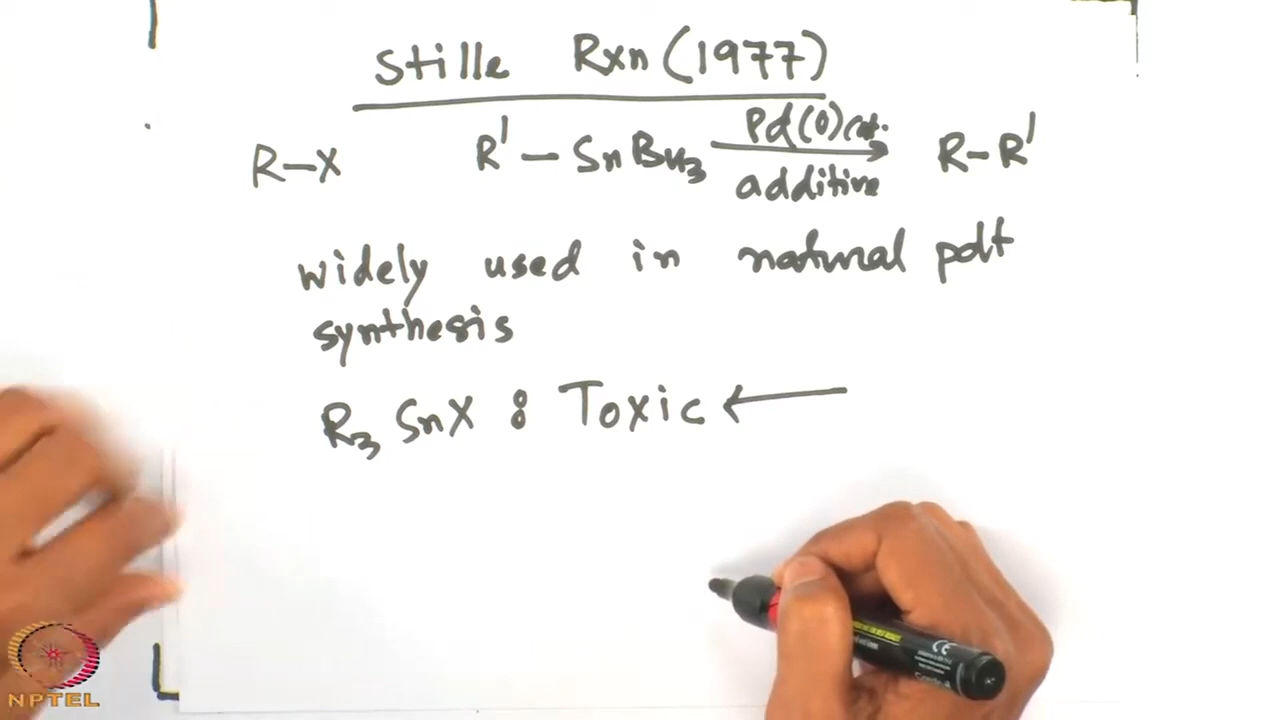 Stille Rxn (1977)
R-X R' - SnBu3 Pd(0) cat. additive R-R'
widely used in natural pdt
synthesis
R3SnX : Toxic ←
NPTEL